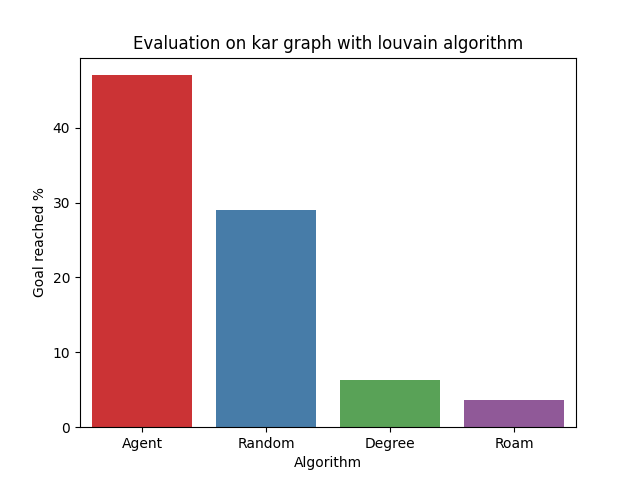 Evaluation on kar graph with louvain algorithm
Goal reached %
40
30
20
10
0
Agent Random Degree Roam
Algorithm